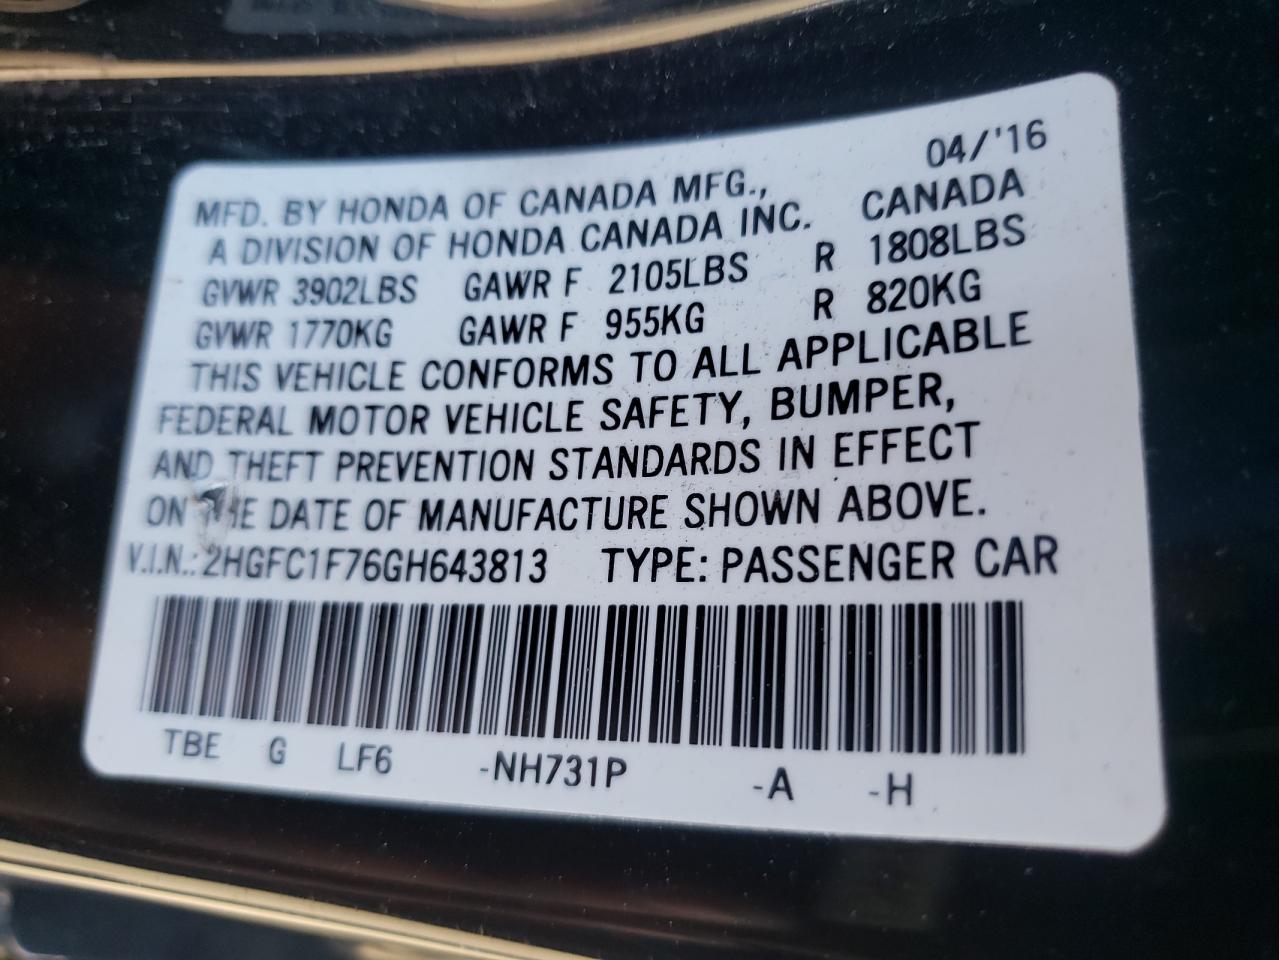 04/'16
MFD. BY HONDA OF CANADA MFG.,
A DIVISION OF HONDA CANADA INC. CANADA
GVWR 3902LBS GAWR F 2105LBS R 1808LBS
GVWR 1770KG GAWR F 955KG R 820KG
THIS VEHICLE CONFORMS TO ALL APPLICABLE
FEDERAL MOTOR VEHICLE SAFETY, BUMPER,
AND THEFT PREVENTION STANDARDS IN EFFECT
ON THE DATE OF MANUFACTURE SHOWN ABOVE.
V.I.N.: 2HGFC1F76GH643813 TYPE: PASSENGER CAR
TBE G LF6 -NH731P -A -H